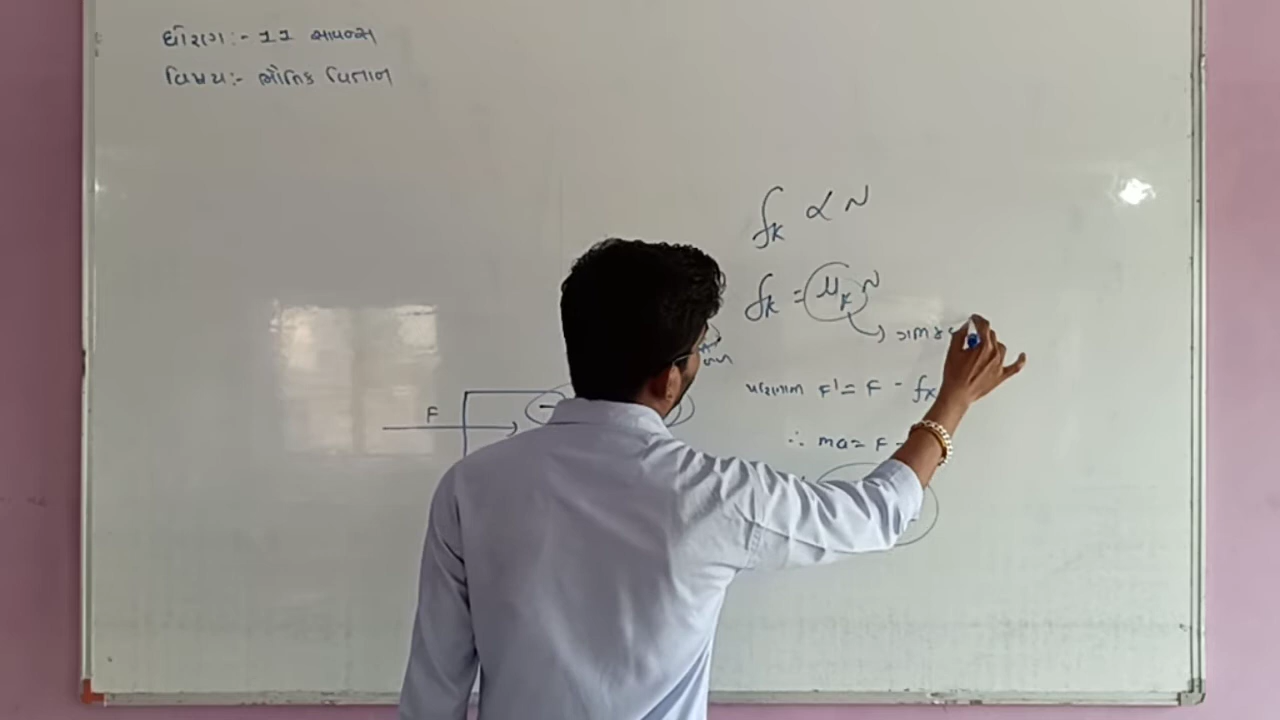 ધોરણ:- 11 સાયન્સ
વિષય:- ભૌતિક વિજ્ઞાન
fk ∝ N
fk = μk N
F
પરિણામી F' = F - fk
∴ ma = F -